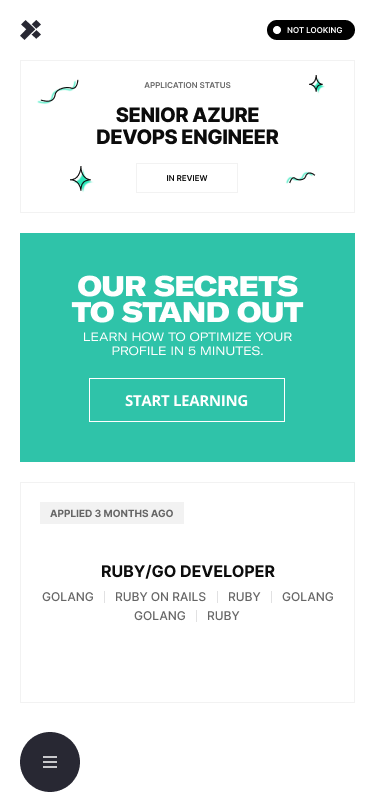 NOT LOOKING
APPLICATION STATUS
SENIOR AZURE
DEVOPS ENGINEER
IN REVIEW
OUR SECRETS
TO STAND OUT
LEARN HOW TO OPTIMIZE YOUR
PROFILE IN 5 MINUTES.
START LEARNING
APPLIED 3 MONTHS AGO
RUBY/GO DEVELOPER
GOLANG | RUBY ON RAILS | RUBY | GOLANG
GOLANG | RUBY